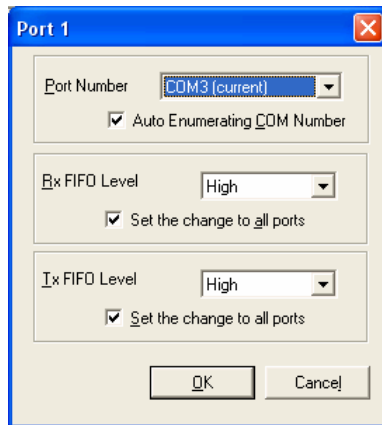 Port 1
Port Number COM3 (current)
Auto Enumerating COM Number
Rx FIFO Level High
Set the change to all ports
Tx FIFO Level High
Set the change to all ports
OK Cancel